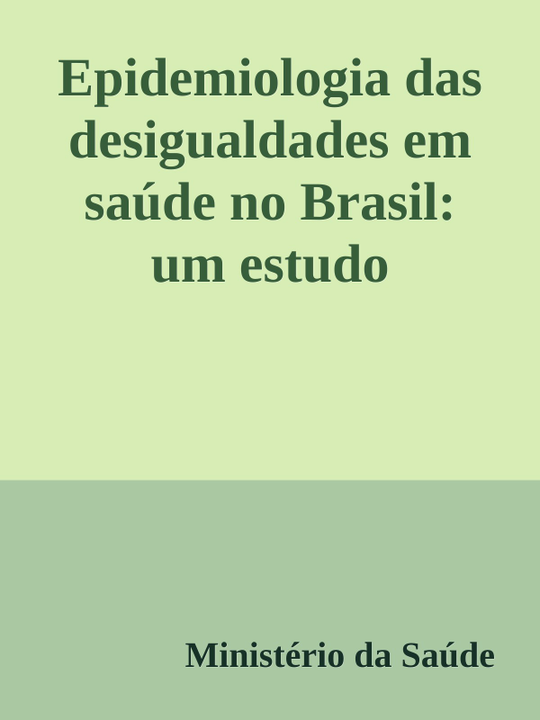 Epidemiologia das
desigualdades em
saúde no Brasil:
um estudo
Ministério da Saúde